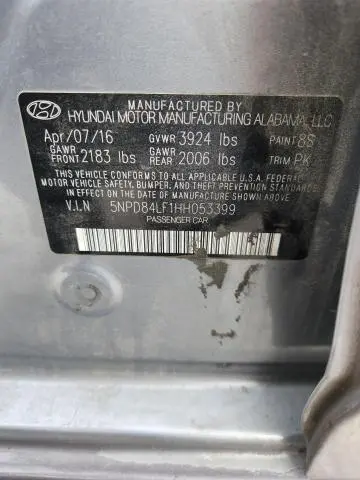 MANUFACTURED BY
HYUNDAI MOTOR MANUFACTURING ALABAMA, LLC
Apr/07/16 GVWR 3924 lbs PAINT 8S
GAWR FRONT 2183 lbs GAWR REAR 2006 lbs TRIM PK
THIS VEHICLE CONFORMS TO ALL APPLICABLE U.S.A FEDERAL
MOTOR VEHICLE SAFETY, BUMPER, AND THEFT PREVENTION STANDARDS
IN EFFECT ON THE DATE OF MANUFACTURE SHOWN ABOVE.
V.I.N 5NPD84LF1HH053399
PASSENGER CAR